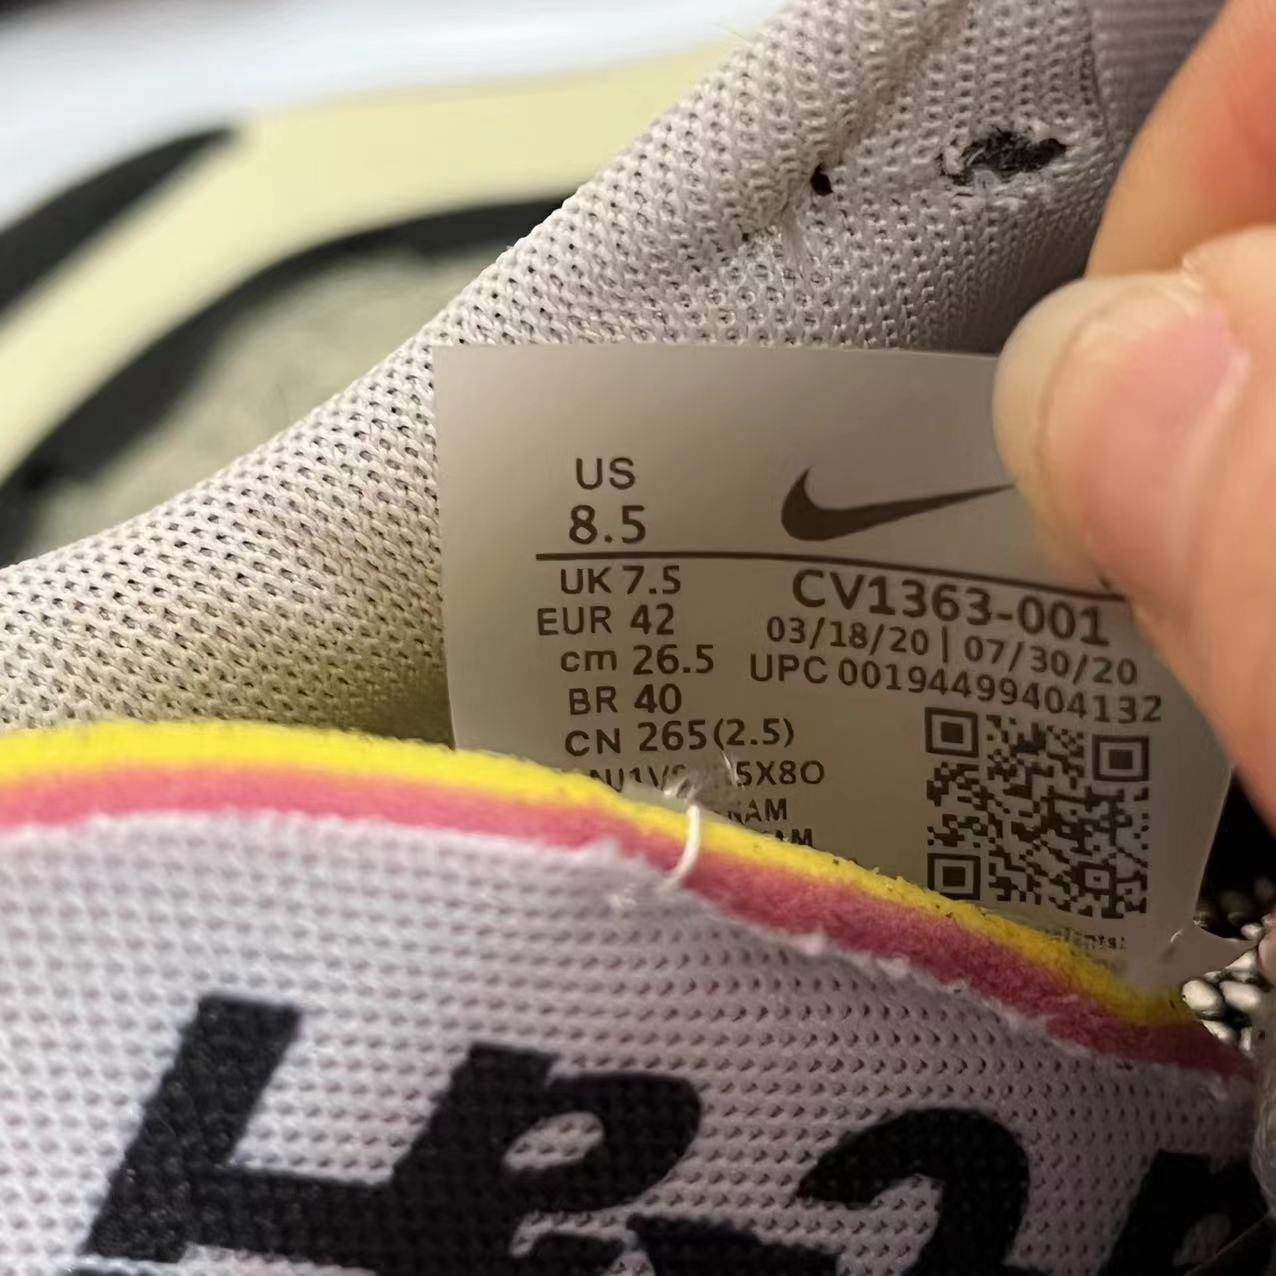 US
8.5
UK 7.5
EUR 42
cm 26.5
BR 40
CN 265(2.5)
5X8O
CV1363-001
03/18/20 | 07/30/20
UPC 00194499404132